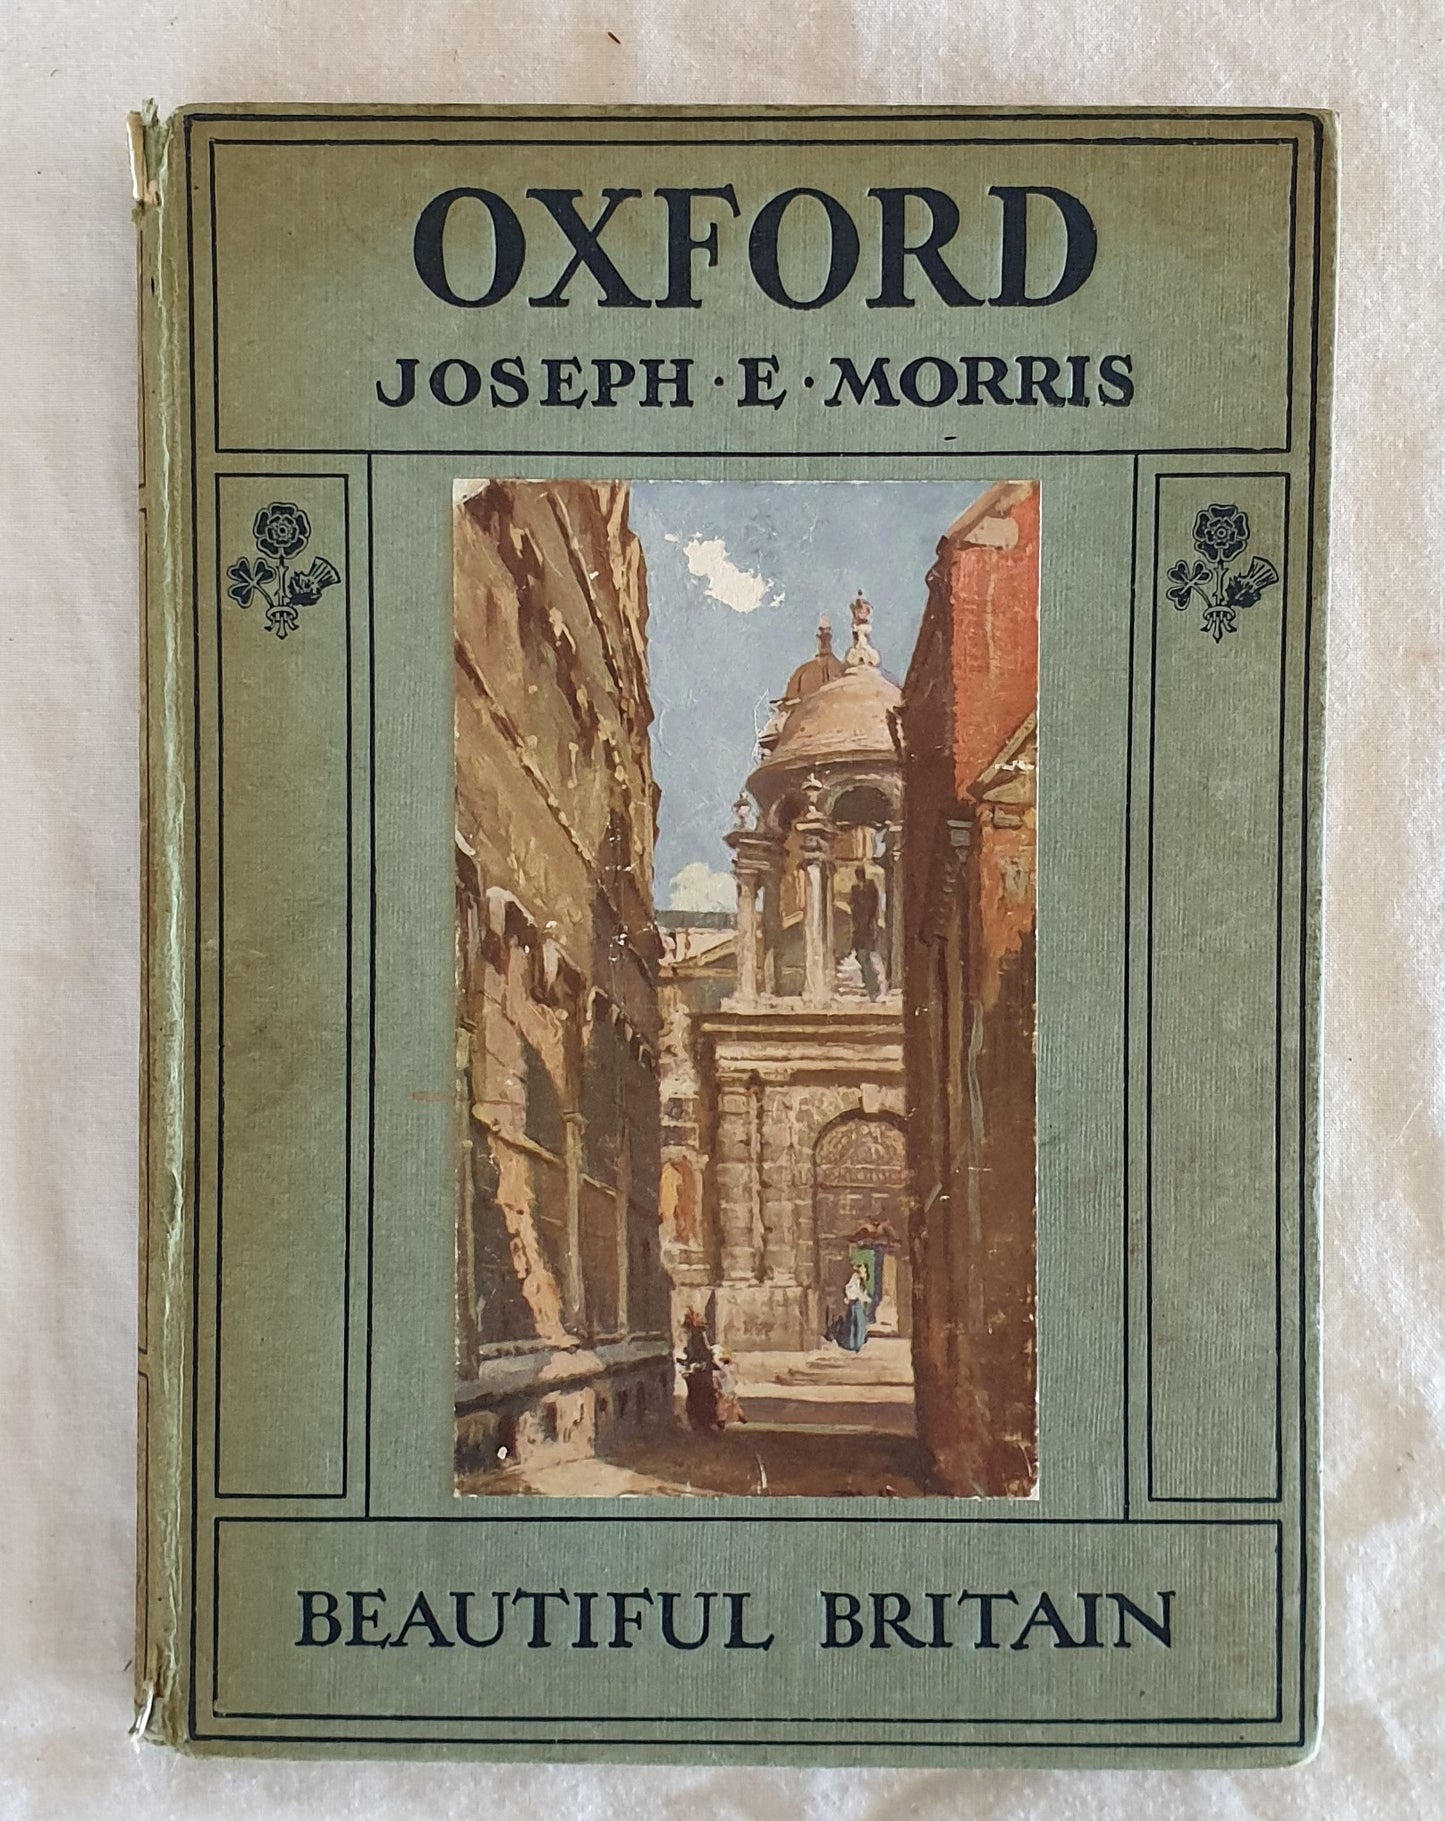 OXFORD
JOSEPH · E · MORRIS
BEAUTIFUL BRITAIN